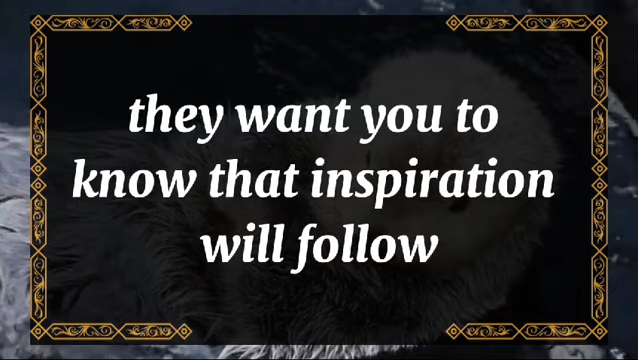 they want you to
know that inspiration
will follow